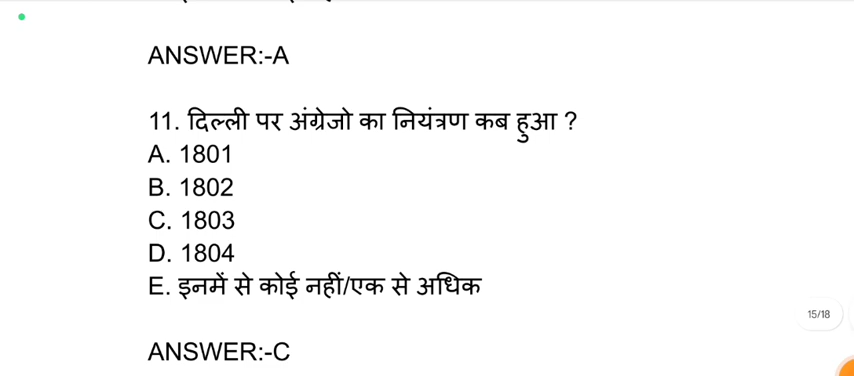 ANSWER:-A
11. दिल्ली पर अंग्रेजो का नियंत्रण कब हुआ ?
A. 1801
B. 1802
C. 1803
D. 1804
E. इनमें से कोई नहीं/एक से अधिक
15/18
ANSWER:-C